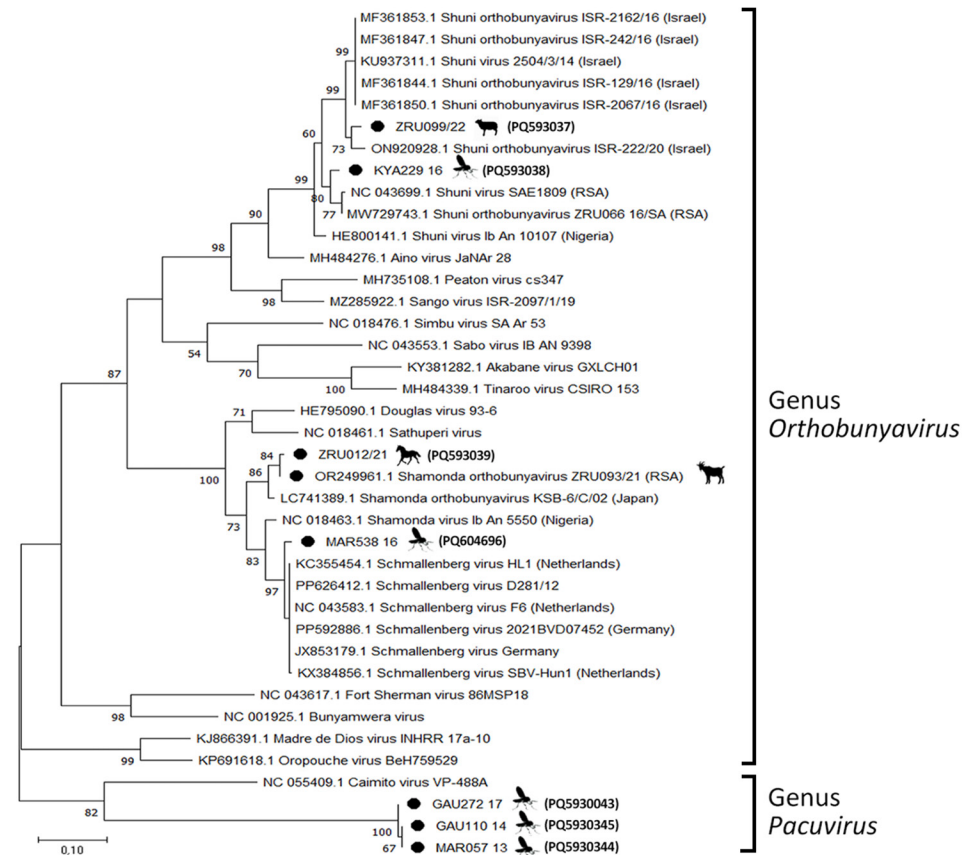 MF361853.1 Shuni orthobunyavirus ISR-2162/16 (Israel)
MF361847.1 Shuni orthobunyavirus ISR-242/16 (Israel)
99
KU937311.1 Shuni virus 2504/3/14 (Israel)
MF361844.1 Shuni orthobunyavirus ISR-129/16 (Israel)
99
MF361850.1 Shuni orthobunyavirus ISR-2067/16 (Israel)
ZRU099/22 (PQ593037)
60
73
ON920928.1 Shuni orthobunyavirus ISR-222/20 (Israel)
KYA229 16 (PQ593038)
99
80
NC 043699.1 Shuni virus SAE1809 (RSA)
77
MW729743.1 Shuni orthobunyavirus ZRU066 16/SA (RSA)
90
HE800141.1 Shuni virus Ib An 10107 (Nigeria)
98
MH484276.1 Aino virus JaNAr 28
MH735108.1 Peaton virus cs347
98
MZ285922.1 Sango virus ISR-2097/1/19
NC 018476.1 Simbu virus SA Ar 53
54
NC 043553.1 Sabo virus IB AN 9398
70
KY381282.1 Akabane virus GXLCH01
87
100
MH484339.1 Tinaroo virus CSIRO 153
Genus
Orthobunyavirus
71
HE795090.1 Douglas virus 93-6
NC 018461.1 Sathuperi virus
84
ZRU012/21 (PQ593039)
100
86
OR249961.1 Shamonda orthobunyavirus ZRU093/21 (RSA)
LC741389.1 Shamonda orthobunyavirus KSB-6/C/02 (Japan)
73
NC 018463.1 Shamonda virus Ib An 5550 (Nigeria)
MAR538 16 (PQ604696)
83
KC355454.1 Schmallenberg virus HL1 (Netherlands)
97
PP626412.1 Schmallenberg virus D281/12
NC 043583.1 Schmallenberg virus F6 (Netherlands)
PP592886.1 Schmallenberg virus 2021BVD07452 (Germany)
JX853179.1 Schmallenberg virus Germany
KX384856.1 Schmallenberg virus SBV-Hun1 (Netherlands)
NC 043617.1 Fort Sherman virus 86MSP18
98
NC 001925.1 Bunyamwera virus
KJ866391.1 Madre de Dios virus INHRR 17a-10
99
KP691618.1 Oropouche virus BeH759529
NC 055409.1 Caimito virus VP-488A
82
GAU272 17 (PQ5930043)
Genus
Pacuvirus
100
GAU110 14 (PQ5930345)
67
MAR057 13 (PQ5930344)
0,10